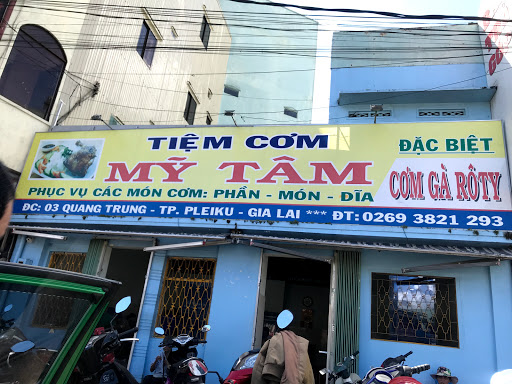 TIỆM CƠM
MỸ TÂM
PHỤC VỤ CÁC MÓN CƠM: PHẦN - MÓN - ĐĨA
ĐẶC BIỆT
CƠM GÀ RÔTY
ĐC: 03 QUANG TRUNG - TP. PLEIKU - GIA LAI *** ĐT: 0269 3821 293